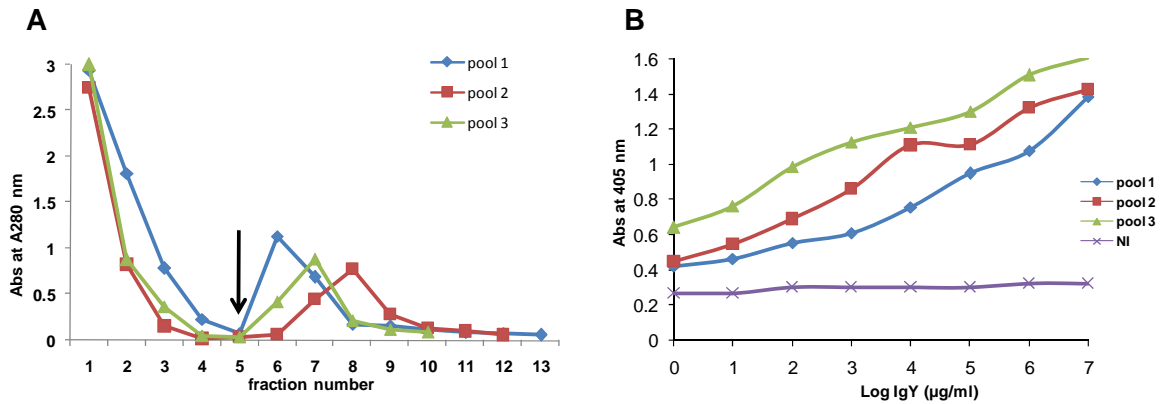 A
Abs at A280 nm
3
2.5
2
1.5
1
0.5
0
1 2 3 4 5 6 7 8 9 10 11 12 13
fraction number
pool 1
pool 2
pool 3
B
Abs at 405 nm
1.6
1.4
1.2
1
0.8
0.6
0.4
0.2
0
0 1 2 3 4 5 6 7
Log IgY (µg/ml)
pool 1
pool 2
pool 3
NI